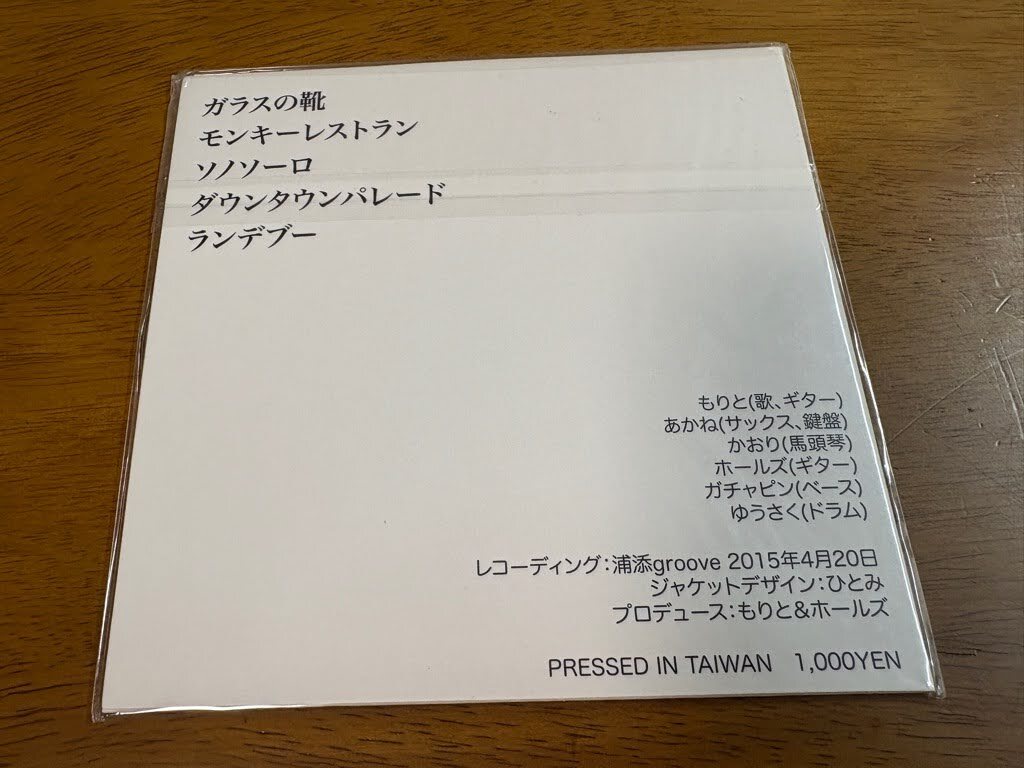 ガラスの靴
モンキーレストラン
ソノソーロ
ダウンタウンパレード
ランデブー
もりと(歌、ギター)
あかね(サックス、鍵盤)
かおり(馬頭琴)
ホールズ(ギター)
ガチャピン(ベース)
ゆうさく(ドラム)
レコーディング:浦添groove 2015年4月20日
ジャケットデザイン:ひとみ
プロデュース:もりと&ホールズ
PRESSED IN TAIWAN 1,000YEN